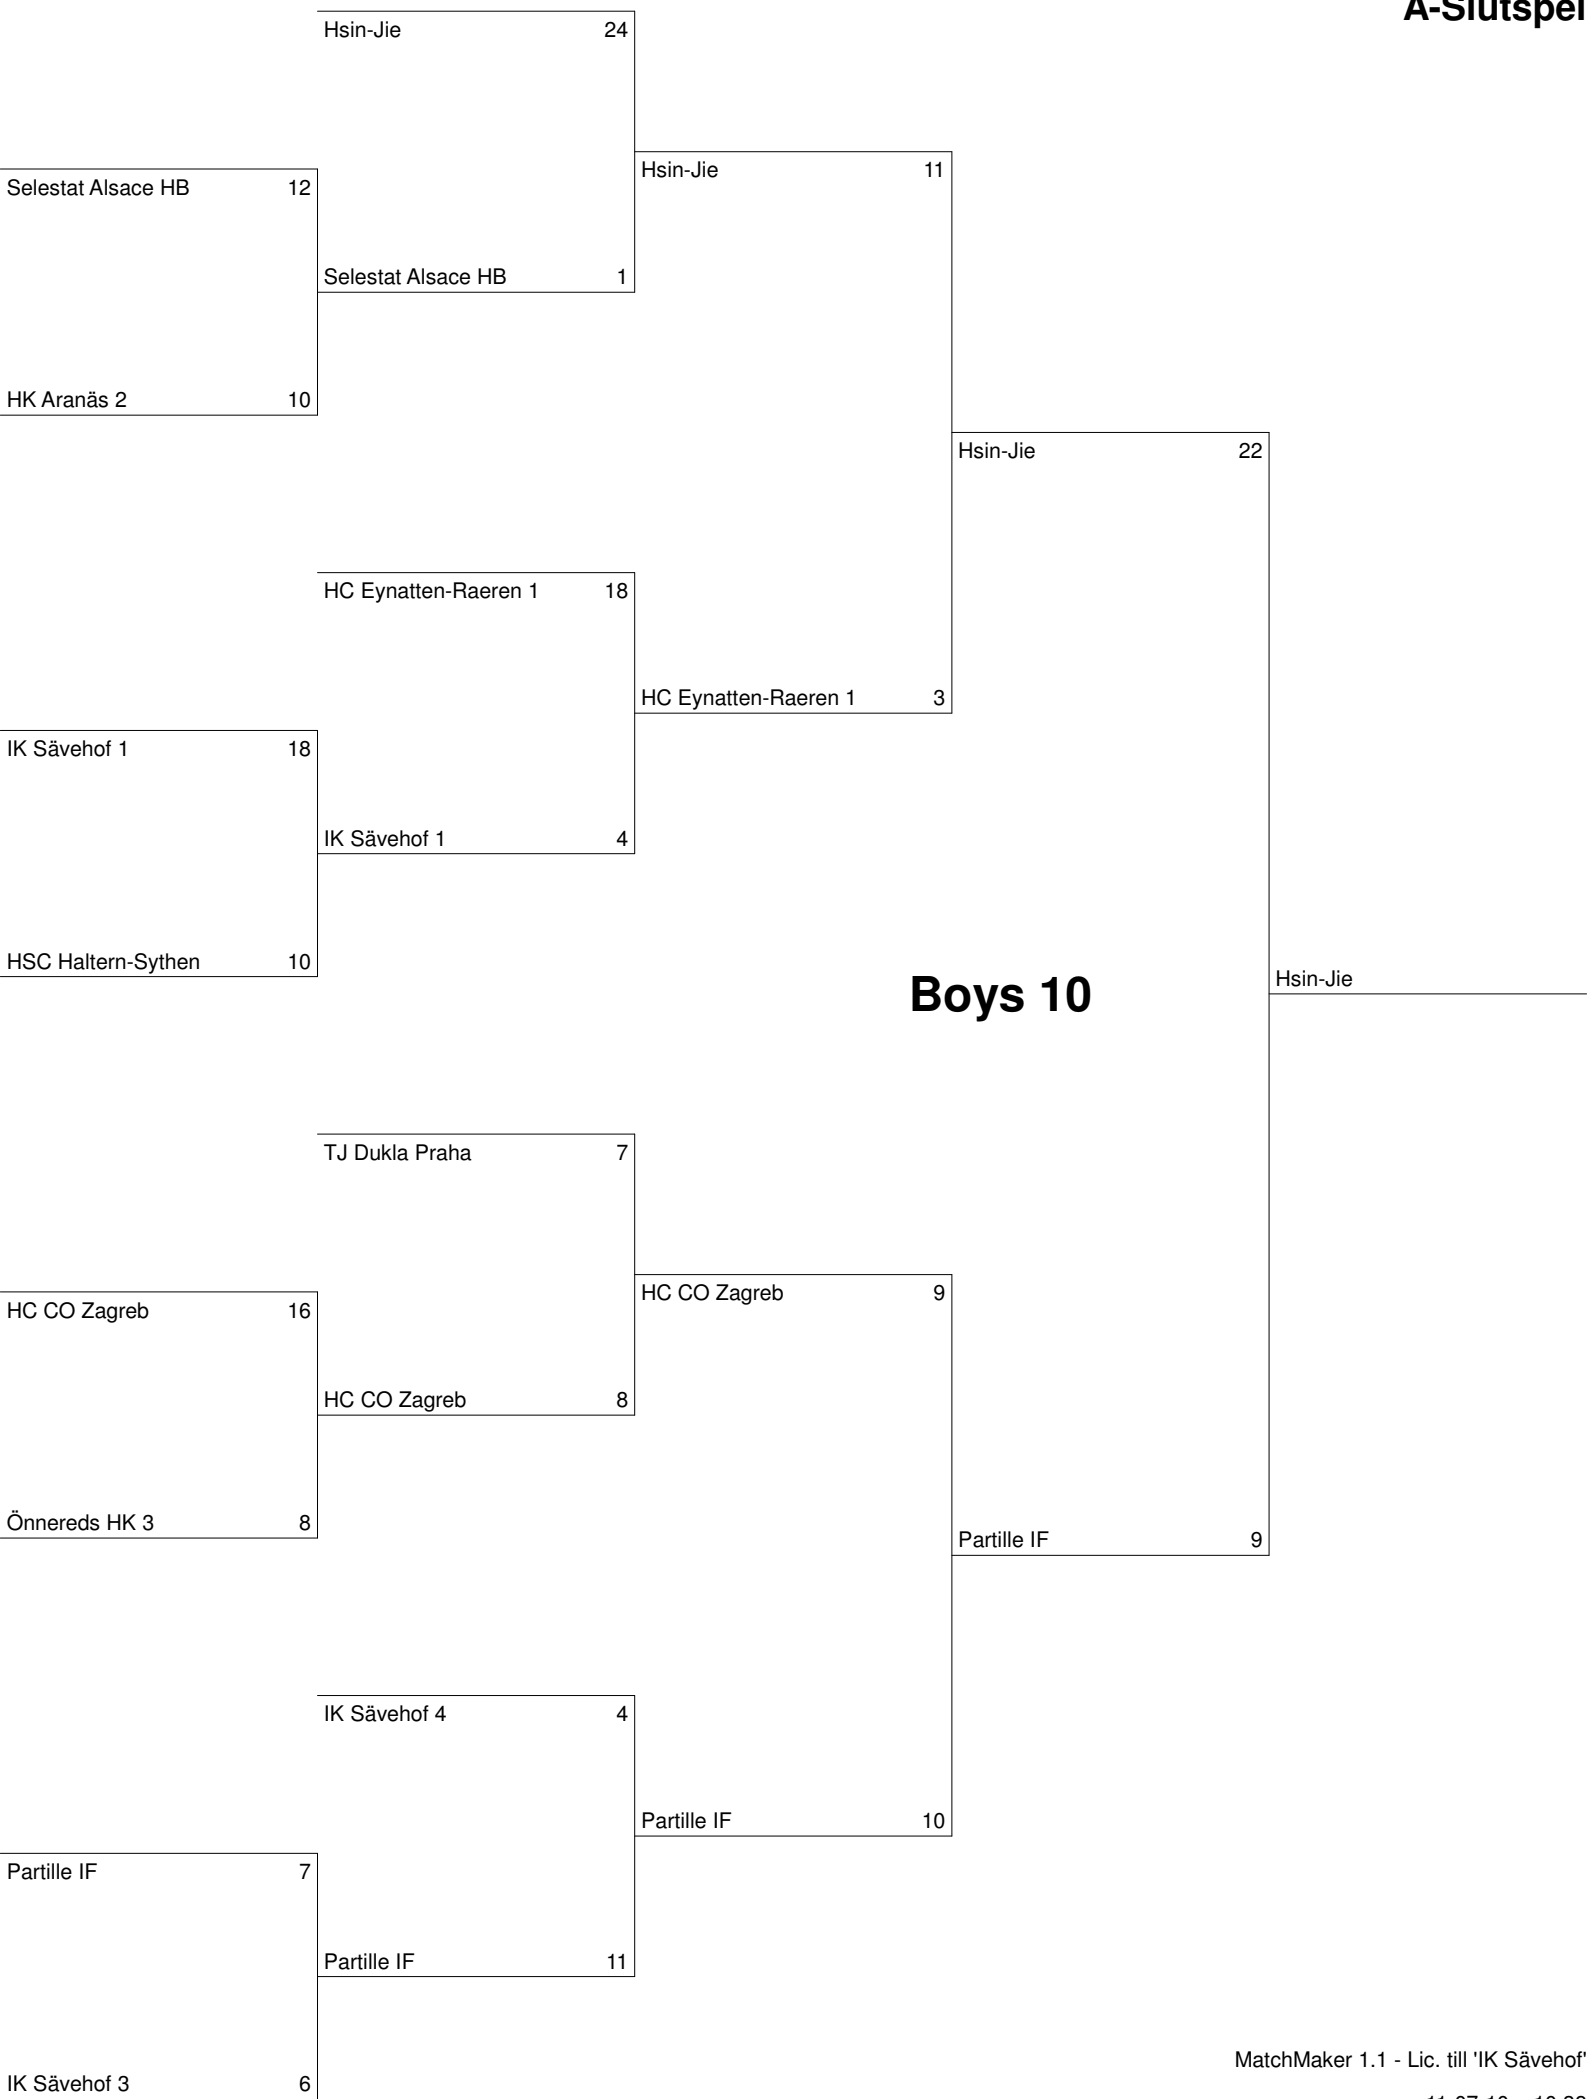 A-Slutspel
Hsin-Jie 24
Hsin-Jie 11
Selestat Alsace HB 12
Selestat Alsace HB 1
HK Aranäs 2 10
Hsin-Jie 22
HC Eynatten-Raeren 1 18
HC Eynatten-Raeren 1 3
IK Sävehof 1 18
IK Sävehof 1 4
HSC Haltern-Sythen 10
Boys 10
Hsin-Jie
TJ Dukla Praha 7
HC CO Zagreb 9
HC CO Zagreb 16
HC CO Zagreb 8
Önnereds HK 3 8
Partille IF 9
IK Sävehof 4 4
Partille IF 10
Partille IF 7
Partille IF 11
MatchMaker 1.1 - Lic. till 'IK Sävehof'
IK Sävehof 3 6